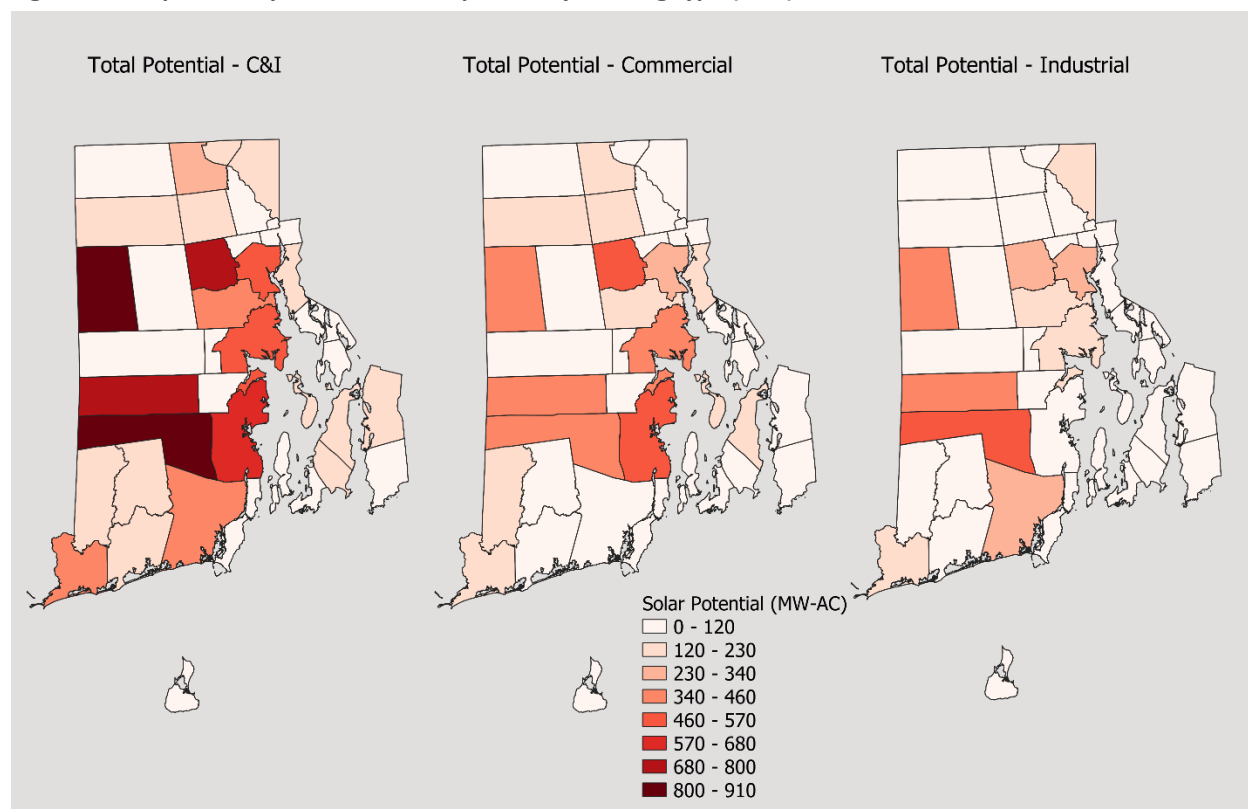 Total Potential - C&I
Total Potential - Commercial
Total Potential - Industrial
Solar Potential (MW-AC)
0 - 120
120 - 230
230 - 340
340 - 460
460 - 570
570 - 680
680 - 800
800 - 910